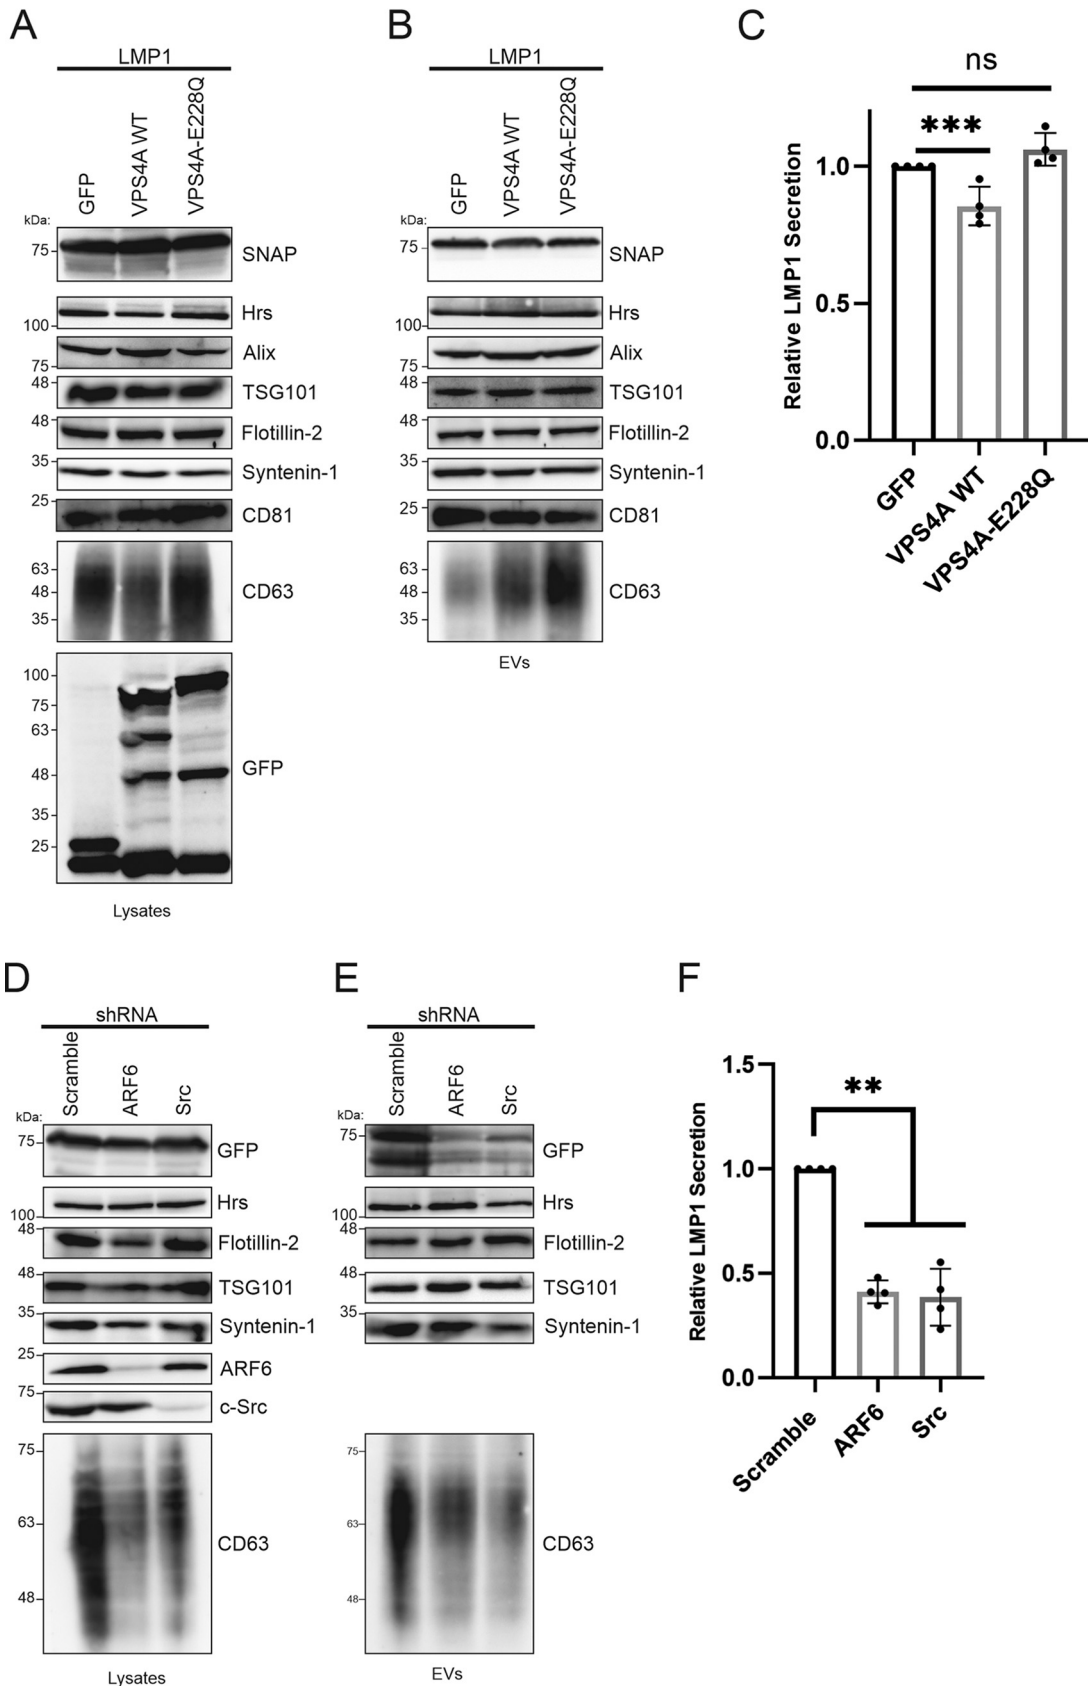 A
LMP1
GFP
VPS4A WT
VPS4A-E228Q
kDa:
75
SNAP
Hrs
100
Alix
75
48
TSG101
48
Flotillin-2
35
Syntenin-1
25
CD81
63
48
CD63
35
100
75
63
48
GFP
35
25
Lysates
B
LMP1
GFP
VPS4A WT
VPS4A-E228Q
kDa:
75
SNAP
Hrs
100
Alix
75
48
TSG101
48
Flotillin-2
35
Syntenin-1
25
CD81
63
48
CD63
35
EVs
C
ns
***
Relative LMP1 Secretion
1.0
0.5
0.0
GFP
VPS4A WT
VPS4A-E228Q
D
shRNA
Scramble
ARF6
Src
kDa:
75
GFP
Hrs
100
48
Flotillin-2
48
TSG101
35
Syntenin-1
25
ARF6
75
c-Src
75
63
CD63
48
Lysates
E
shRNA
Scramble
ARF6
Src
kDa:
75
GFP
Hrs
100
48
Flotillin-2
48
TSG101
35
Syntenin-1
75
63
CD63
48
EVs
F
**
Relative LMP1 Secretion
1.5
1.0
0.5
0.0
Scramble
ARF6
Src